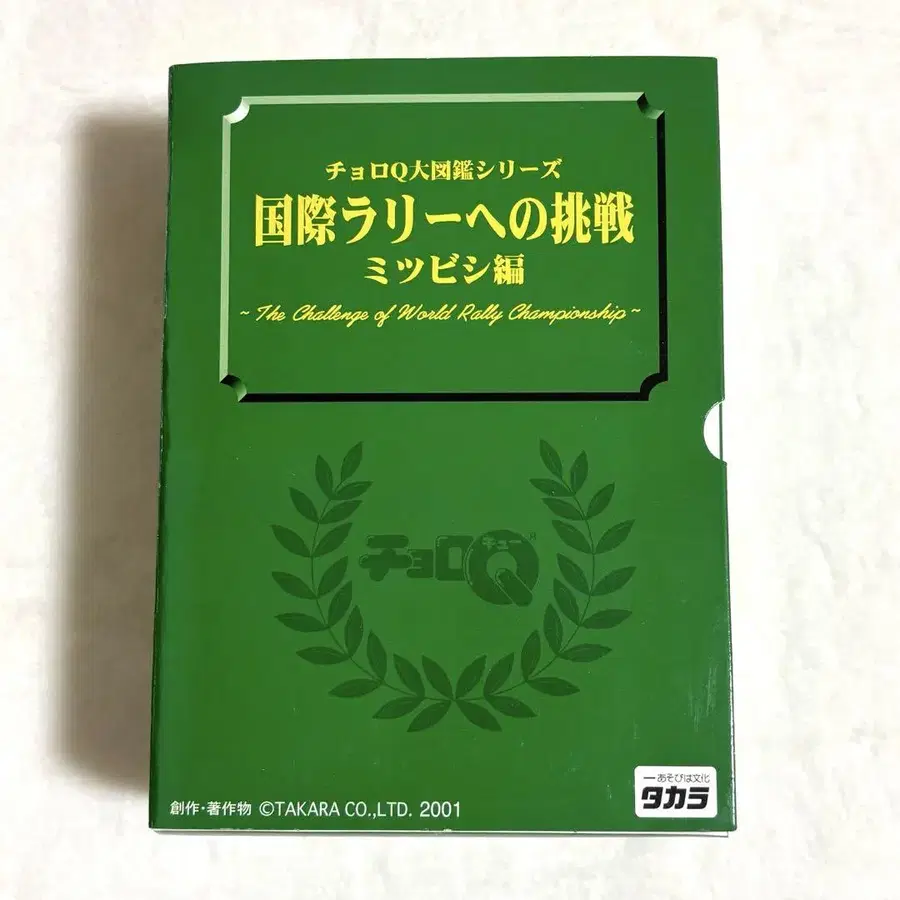 チョロQ大図鑑シリーズ
国際ラリーへの挑戦
ミツビシ編
~ The Challenge of World Rally Championship ~
チョロQ
キュー
創作・著作物 ©TAKARA CO.,LTD. 2001
ーあそびは文化
タカラ